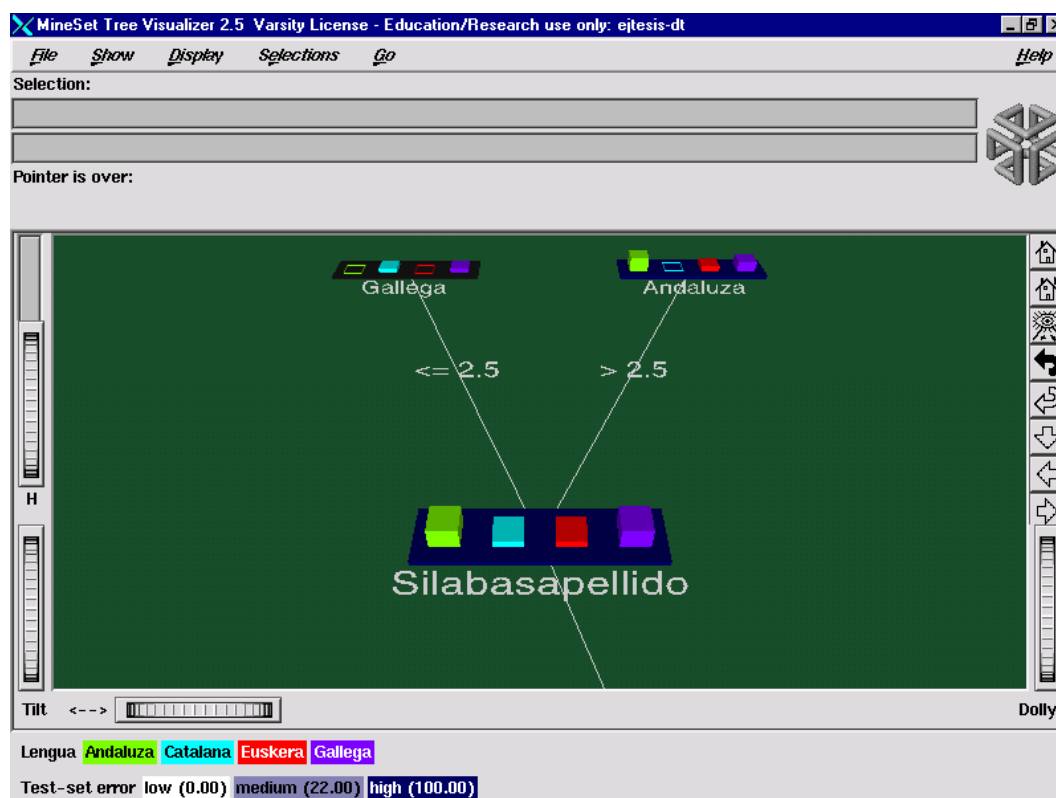 MineSet Tree Visualizer 2.5 Varsity License - Education/Research use only: ejtesis-dt
File Show Display Selections Go Help
Selection:
Pointer is over:
Gallega Andaluza
<= 2.5 > 2.5
H
Silabasapellido
Tilt <--> Dolly
Lengua Andaluza Catalana Euskera Gallega
Test-set error low (0.00) medium (22.00) high (100.00)